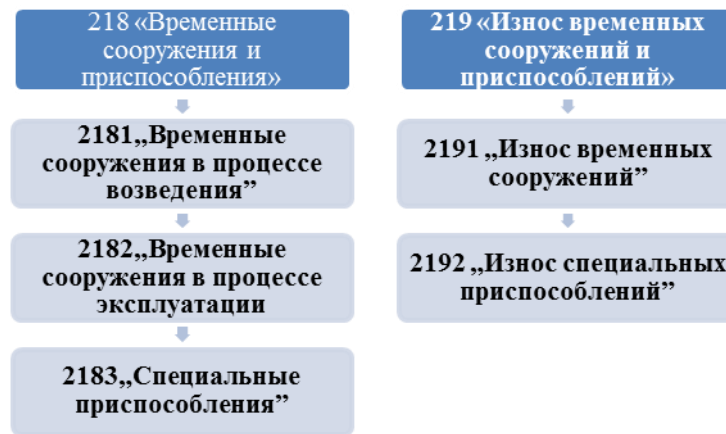 218 «Временные
сооружения и
приспособления»
2181„Временные
сооружения в процессе
возведения”
2182„Временные
сооружения в процессе
эксплуатации
2183„Специальные
приспособления”
219 «Износ временных
сооружений и
приспособлений»
2191 „Износ временных
сооружений”
2192 „Износ специальных
приспособлений”